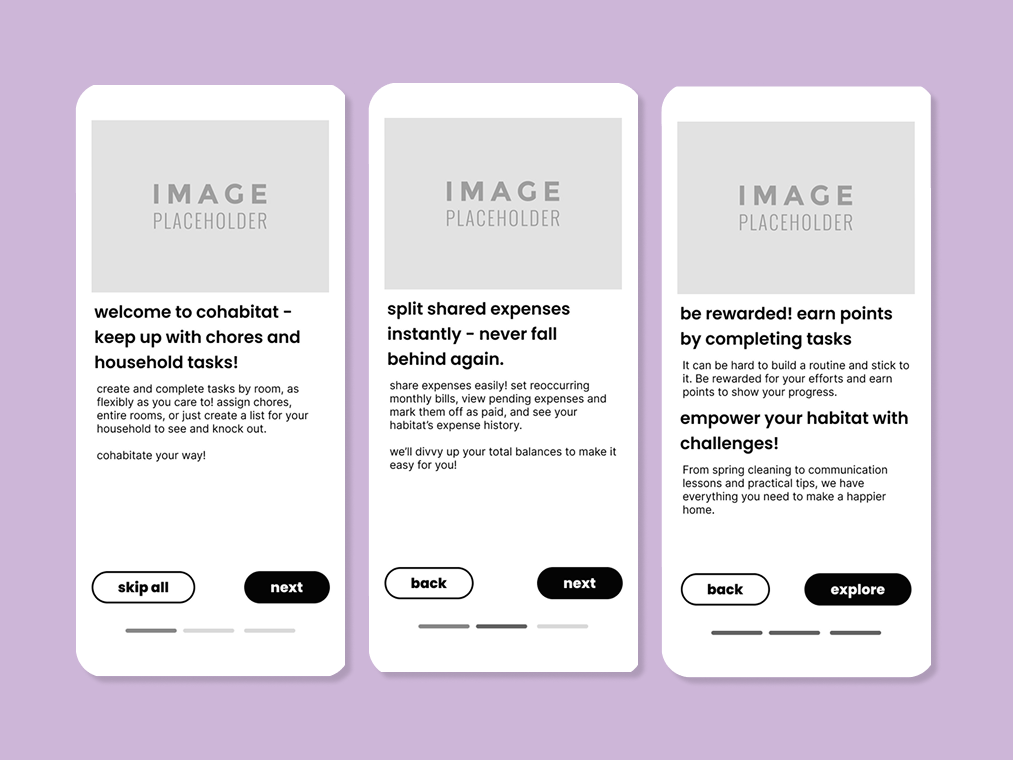 IMAGE
PLACEHOLDER
welcome to cohabitat -
keep up with chores and
household tasks!
create and complete tasks by room, as
flexibly as you care to! assign chores,
entire rooms, or just create a list for your
household to see and knock out.
cohabitate your way!
skip all
next
IMAGE
PLACEHOLDER
split shared expenses
instantly - never fall
behind again.
share expenses easily! set reoccurring
monthly bills, view pending expenses and
mark them off as paid, and see your
habitat's expense history.
we'll divvy up your total balances to make it
easy for you!
back
next
IMAGE
PLACEHOLDER
be rewarded! earn points
by completing tasks
It can be hard to build a routine and stick to
it. Be rewarded for your efforts and earn
points to show your progress.
empower your habitat with
challenges!
From spring cleaning to communication
lessons and practical tips, we have
everything you need to make a happier
home.
back
explore